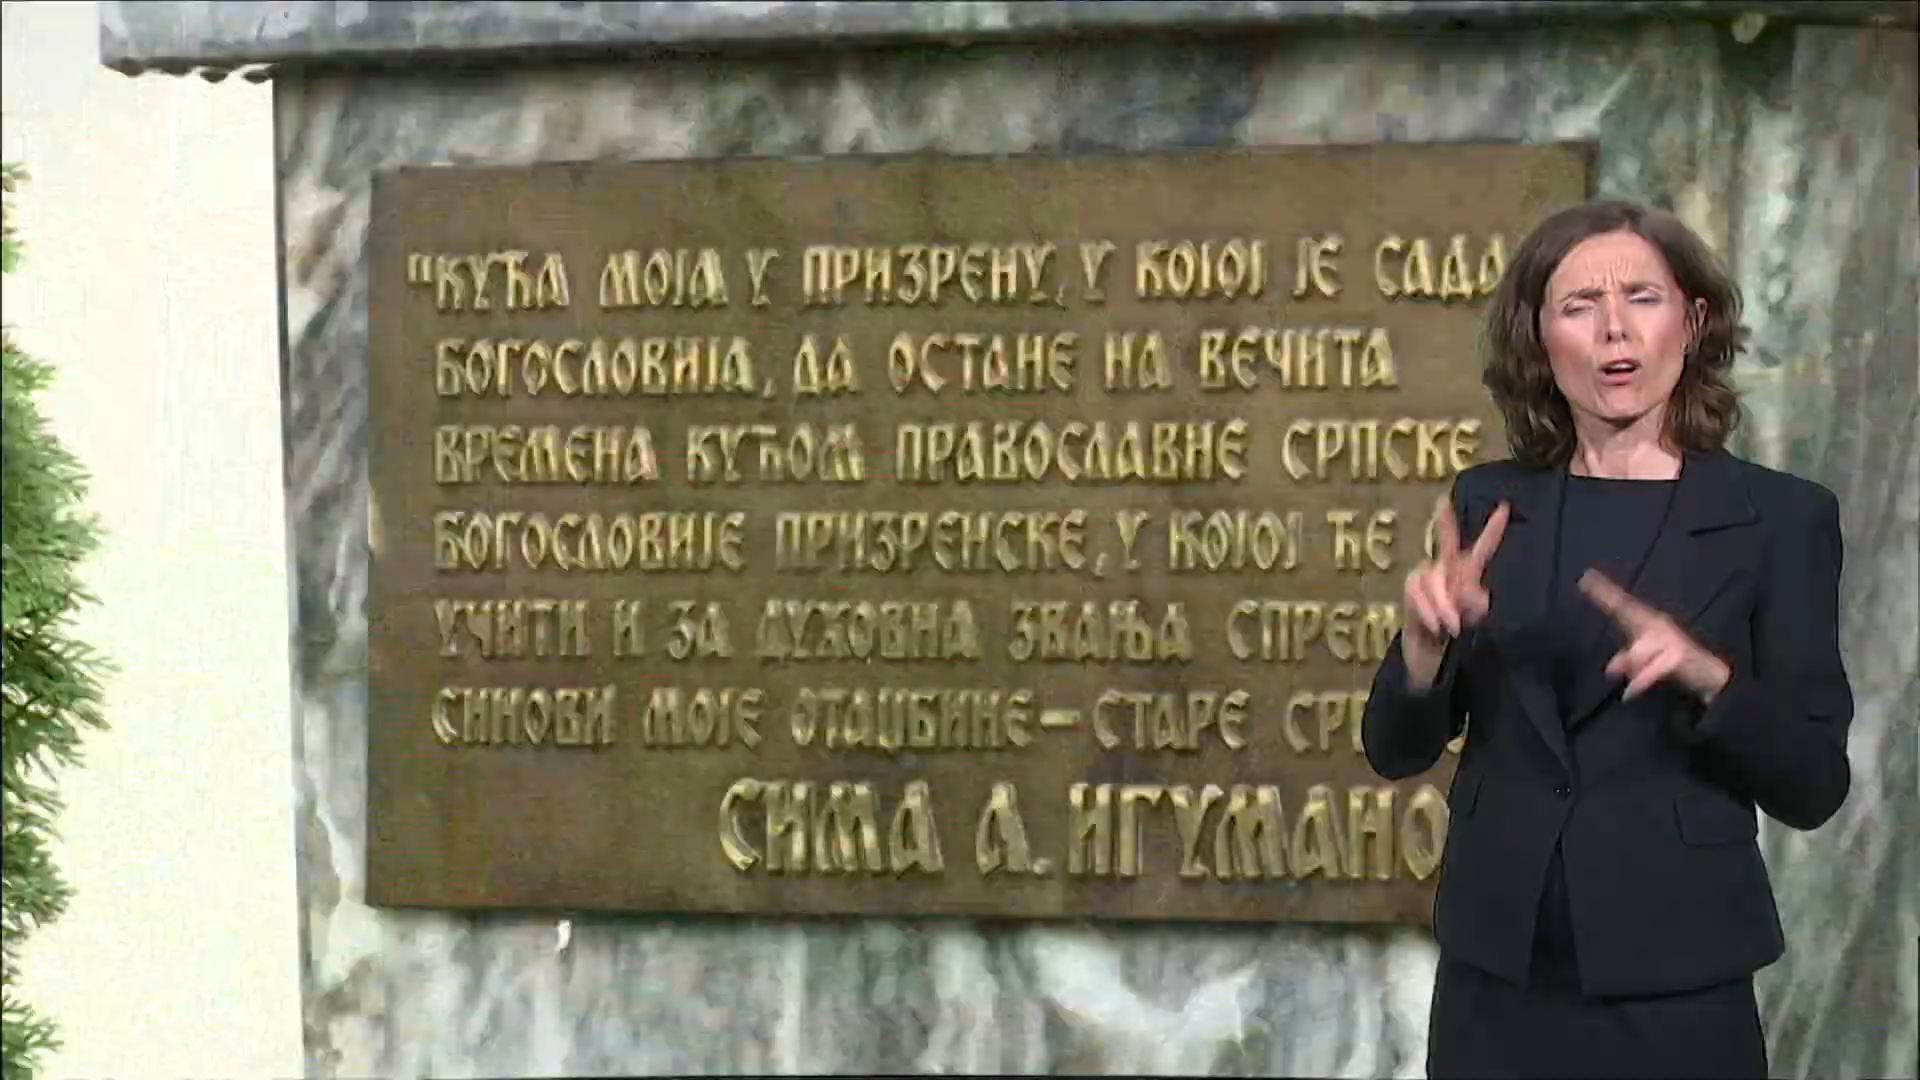 "КУЋА МОЈА У ПРИЗРЕНУ, У КОЈОЈ ЈЕ САДА
БОГОСЛОВИЈА, ДА ОСТАНЕ НА ВЕЧИТА
ВРЕМЕНА КУЋОМ ПРАВОСЛАВНЕ СРПСКЕ
БОГОСЛОВИЈЕ ПРИЗРЕНСКЕ, У КОЈОЈ ЋЕ
УЧИТИ И ЗА ДУХОВНА ЗВАЊА
СИНОВИ МОЈЕ ОТАЏБИНЕ – СТАРЕ
СИМА А.